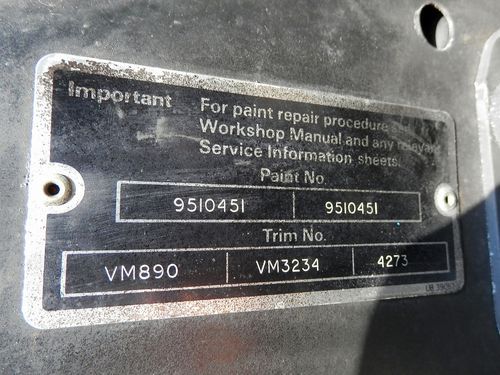 Important
For paint repair procedure see
Workshop Manual and any relevant
Service Information sheets.
Paint No
9510451 9510451
Trim No.
VM890 VM3234 4273